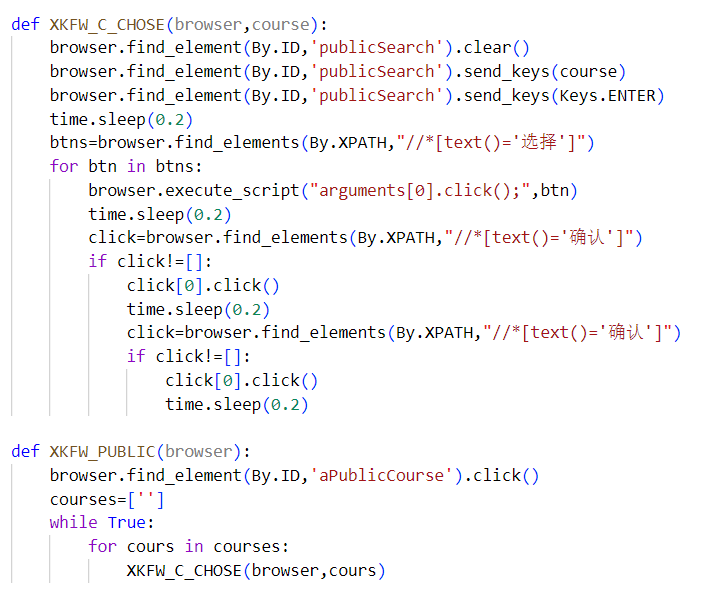 def XKFW_C_CHOSE(browser,course):
    browser.find_element(By.ID,'publicSearch').clear()
    browser.find_element(By.ID,'publicSearch').send_keys(course)
    browser.find_element(By.ID,'publicSearch').send_keys(Keys.ENTER)
    time.sleep(0.2)
    btns=browser.find_elements(By.XPATH,"//*[text()='选择']")
    for btn in btns:
        browser.execute_script("arguments[0].click();",btn)
        time.sleep(0.2)
        click=browser.find_elements(By.XPATH,"//*[text()='确认']")
        if click!=[]:
            click[0].click()
            time.sleep(0.2)
            click=browser.find_elements(By.XPATH,"//*[text()='确认']")
            if click!=[]:
                click[0].click()
                time.sleep(0.2)

def XKFW_PUBLIC(browser):
    browser.find_element(By.ID,'aPublicCourse').click()
    courses=['']
    while True:
        for cours in courses:
            XKFW_C_CHOSE(browser,cours)